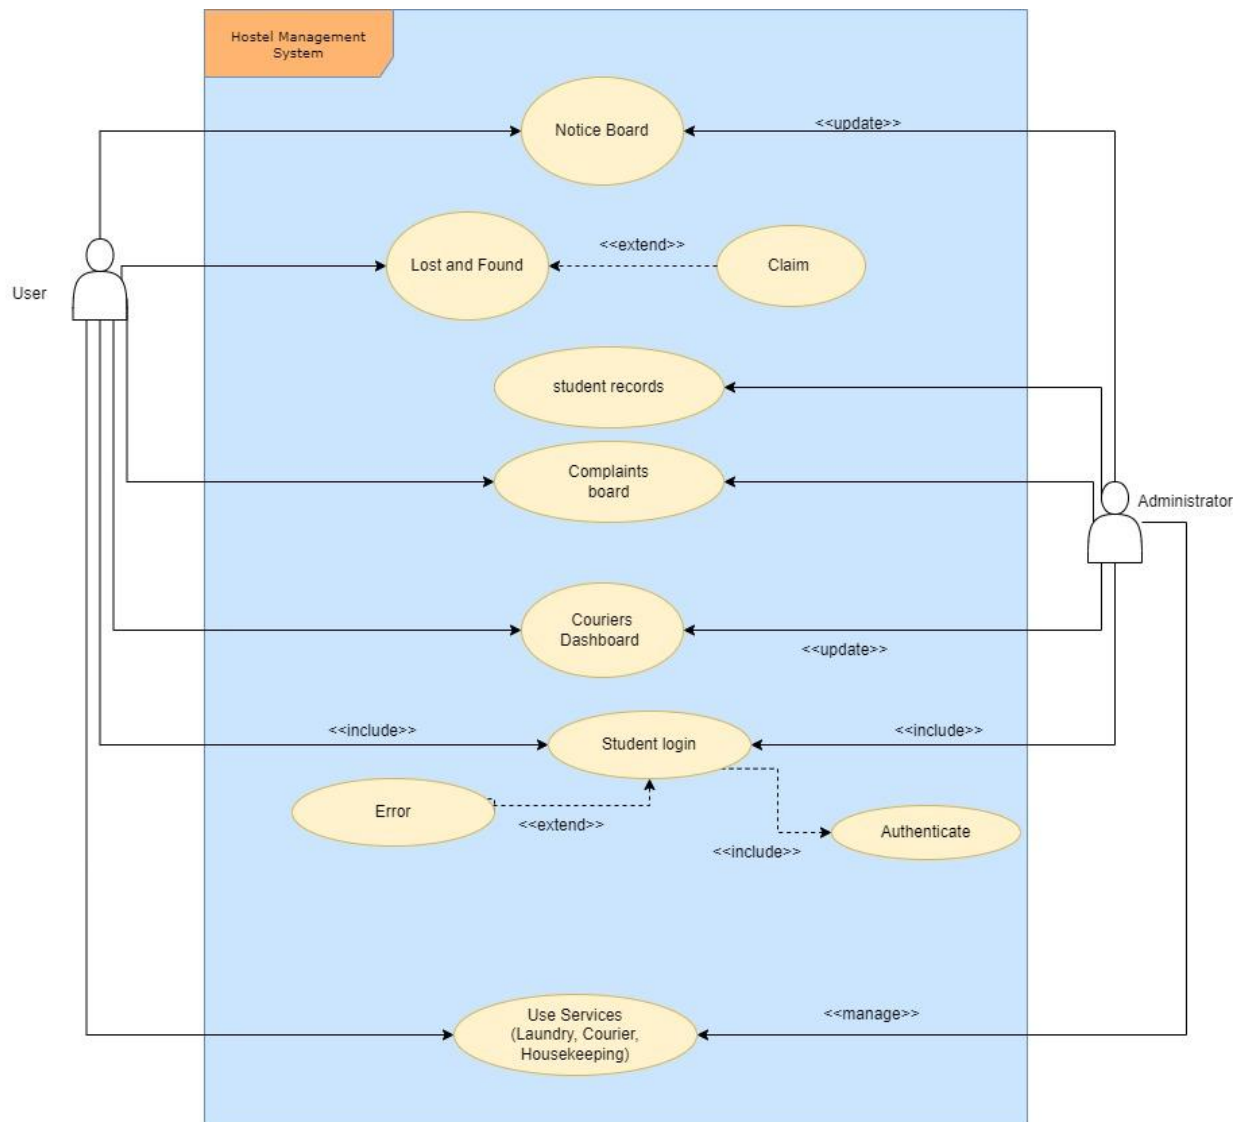 Hostel Management
System
Notice Board
<<update>>
Lost and Found
<<extend>>
Claim
User
student records
Complaints
board
Administrator
Couriers
Dashboard
<<update>>
<<include>>
Student login
<<include>>
Error
<<extend>>
Authenticate
<<include>>
Use Services
(Laundry, Courier,
Housekeeping)
<<manage>>